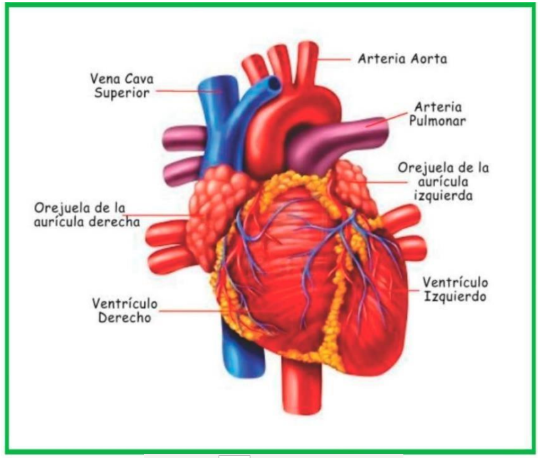 Arteria Aorta
Vena Cava
Superior
Arteria
Pulmonar
Orejuela de la
aurícula
izquierda
Orejuela de la
aurícula derecha
Ventrículo
Izquierdo
Ventrículo
Derecho